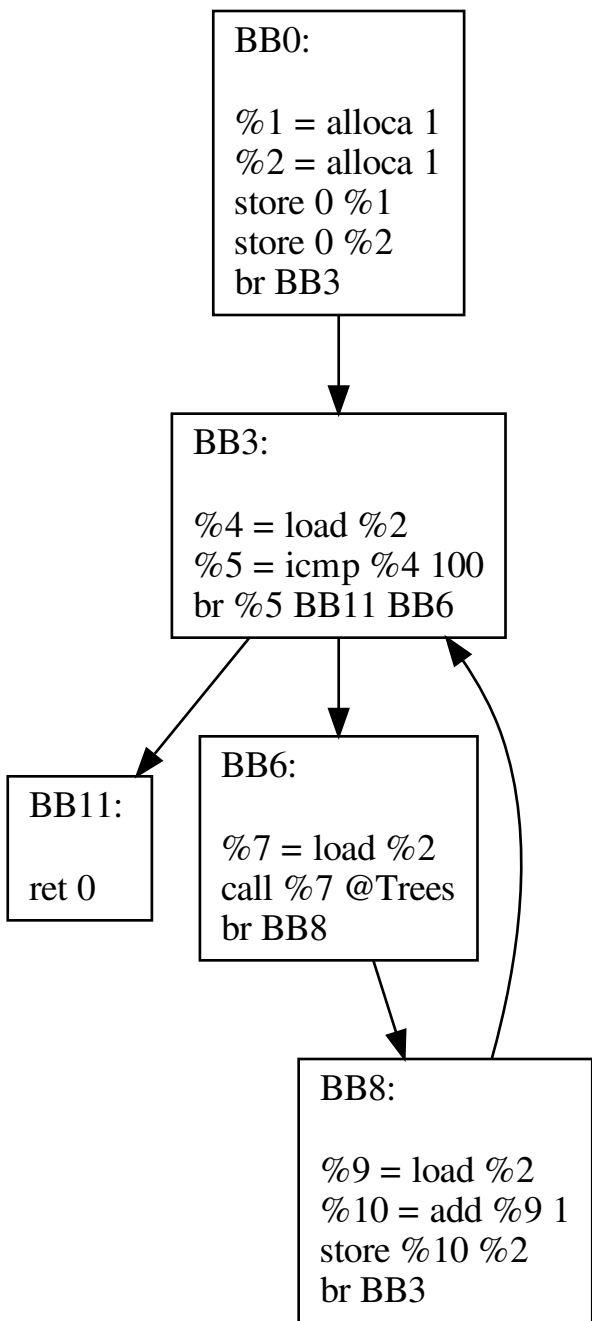 BB0:
%1 = alloca 1
%2 = alloca 1
store 0 %1
store 0 %2
br BB3
BB3:
%4 = load %2
%5 = icmp %4 100
br %5 BB11 BB6
BB11:
ret 0
BB6:
%7 = load %2
call %7 @Trees
br BB8
BB8:
%9 = load %2
%10 = add %9 1
store %10 %2
br BB3